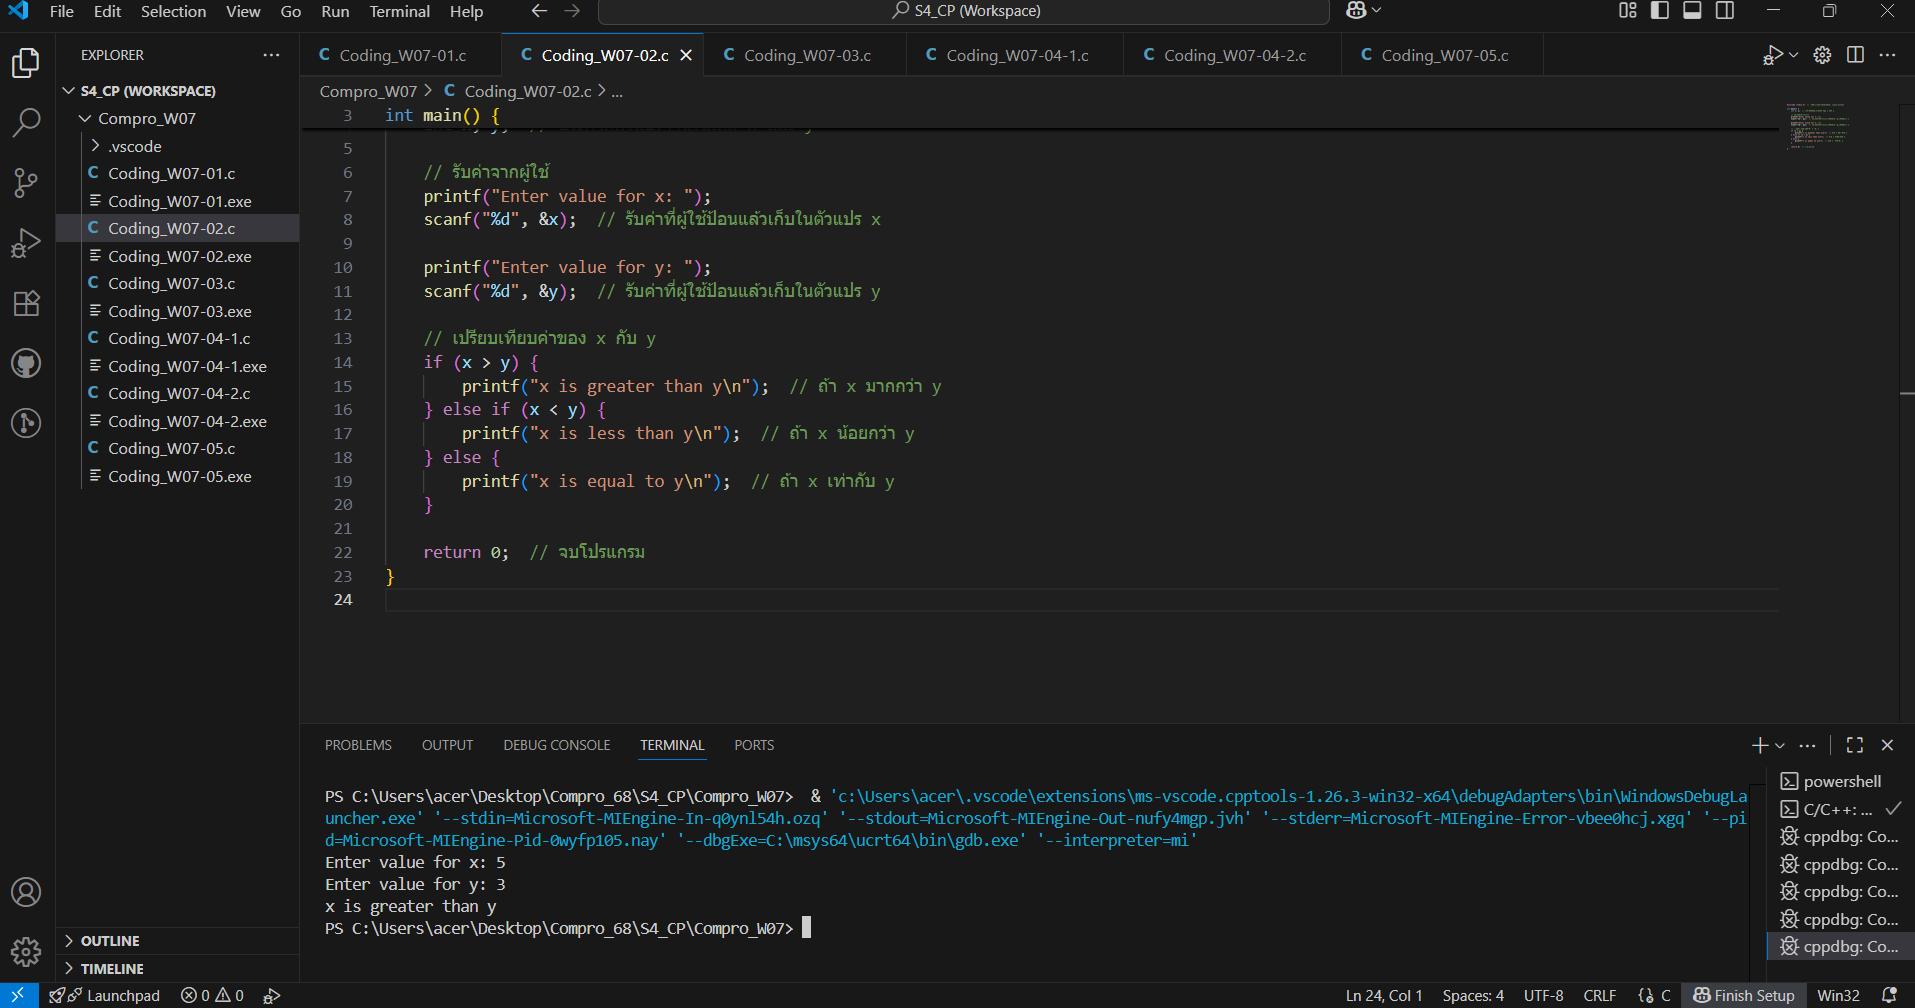 File Edit Selection View Go Run Terminal Help S4_CP (Workspace)
EXPLORER
S4_CP (WORKSPACE)
Compro_W07
.vscode
Coding_W07-01.c
Coding_W07-01.exe
Coding_W07-02.c
Coding_W07-02.exe
Coding_W07-03.c
Coding_W07-03.exe
Coding_W07-04-1.c
Coding_W07-04-1.exe
Coding_W07-04-2.c
Coding_W07-04-2.exe
Coding_W07-05.c
Coding_W07-05.exe
OUTLINE
TIMELINE
C Coding_W07-01.c C Coding_W07-02.c C Coding_W07-03.c C Coding_W07-04-1.c C Coding_W07-04-2.c C Coding_W07-05.c
Compro_W07 > C Coding_W07-02.c > ...
3 int main() {
5
6 // รับค่าจากผู้ใช้
7 printf("Enter value for x: ");
8 scanf("%d", &x); // รับค่าที่ผู้ใช้ป้อนแล้วเก็บในตัวแปร x
9
10 printf("Enter value for y: ");
11 scanf("%d", &y); // รับค่าที่ผู้ใช้ป้อนแล้วเก็บในตัวแปร y
12
13 // เปรียบเทียบค่าของ x กับ y
14 if (x > y) {
15 printf("x is greater than y\n"); // ถ้า x มากกว่า y
16 } else if (x < y) {
17 printf("x is less than y\n"); // ถ้า x น้อยกว่า y
18 } else {
19 printf("x is equal to y\n"); // ถ้า x เท่ากับ y
20 }
21
22 return 0; // จบโปรแกรม
23 }
24
PROBLEMS OUTPUT DEBUG CONSOLE TERMINAL PORTS
PS C:\Users\acer\Desktop\Compro_68\S4_CP\Compro_W07> & 'c:\Users\acer\.vscode\extensions\ms-vscode.cpptools-1.26.3-win32-x64\debugAdapters\bin\WindowsDebugLa
uncher.exe' '--stdin=Microsoft-MIEngine-In-q0ynl54h.ozq' '--stdout=Microsoft-MIEngine-Out-nufy4mgp.jvh' '--stderr=Microsoft-MIEngine-Error-vbee0hcj.xgq' '--pi
d=Microsoft-MIEngine-Pid-0wyfp105.nay' '--dbgExe=C:\msys64\ucrt64\bin\gdb.exe' '--interpreter=mi'
Enter value for x: 5
Enter value for y: 3
x is greater than y
PS C:\Users\acer\Desktop\Compro_68\S4_CP\Compro_W07>
powershell
C/C++: ...
cppdbg: Co...
cppdbg: Co...
cppdbg: Co...
cppdbg: Co...
cppdbg: Co...
Launchpad 0 0 Ln 24, Col 1 Spaces: 4 UTF-8 CRLF {} C Finish Setup Win32